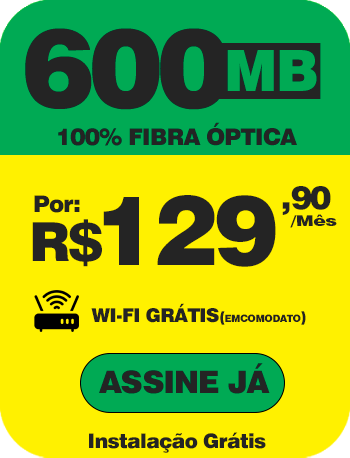 600MB
100% FIBRA ÓPTICA
Por:
R$129,90
/Mês
WI-FI GRÁTIS(EMCOMODATO)
ASSINE JÁ
Instalação Grátis